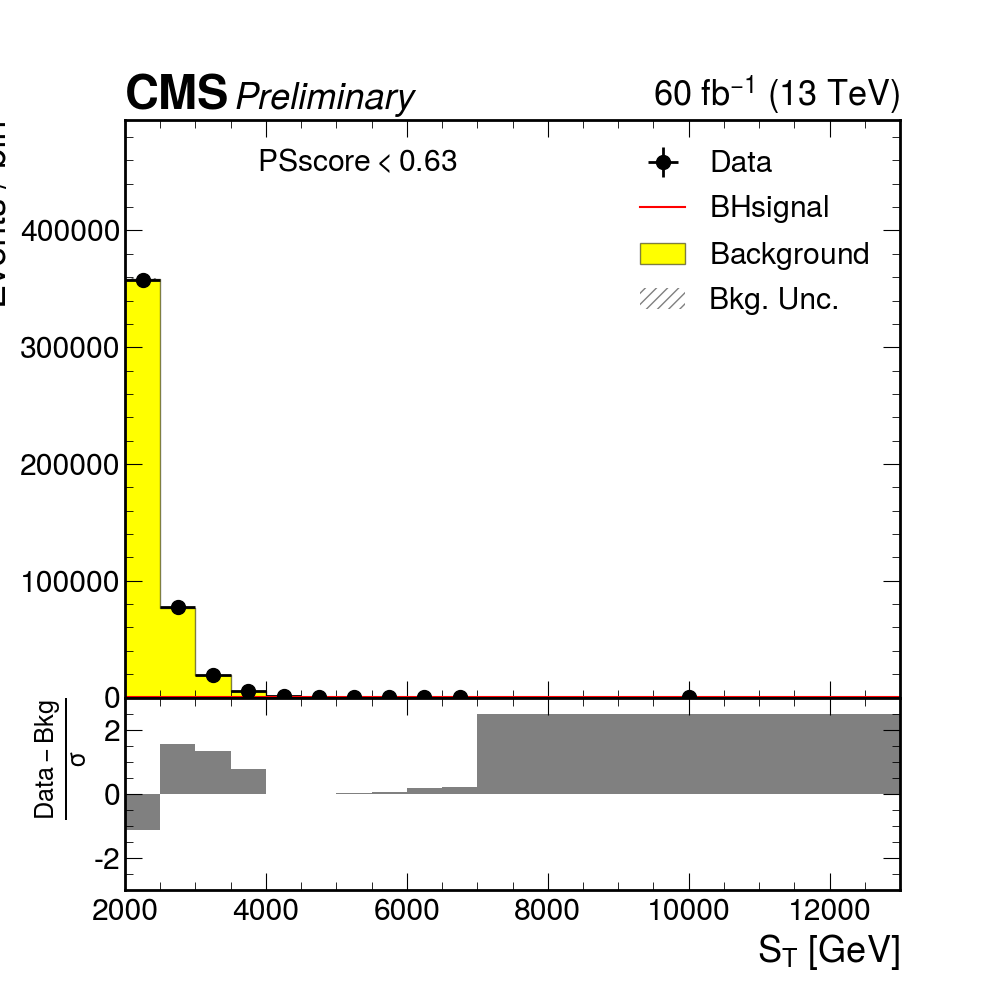 CMS Preliminary 60 fb⁻¹ (13 TeV)
PSscore < 0.63
Data
BHsignal
Background
Bkg. Unc.
400000
300000
200000
100000
0
Data – Bkg
σ
2
0
-2
2000 4000 6000 8000 10000 12000
S_T [GeV]